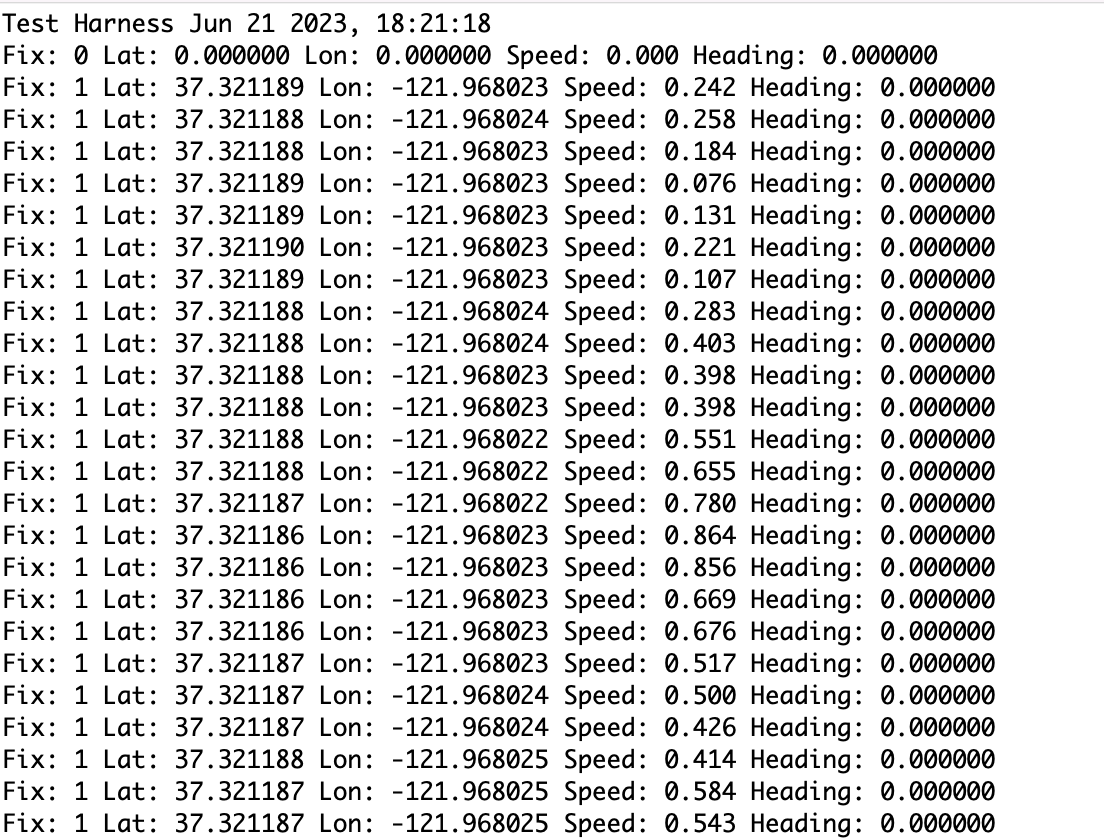 Test Harness Jun 21 2023, 18:21:18
Fix: 0 Lat: 0.000000 Lon: 0.000000 Speed: 0.000 Heading: 0.000000
Fix: 1 Lat: 37.321189 Lon: -121.968023 Speed: 0.242 Heading: 0.000000
Fix: 1 Lat: 37.321188 Lon: -121.968024 Speed: 0.258 Heading: 0.000000
Fix: 1 Lat: 37.321188 Lon: -121.968023 Speed: 0.184 Heading: 0.000000
Fix: 1 Lat: 37.321189 Lon: -121.968023 Speed: 0.076 Heading: 0.000000
Fix: 1 Lat: 37.321189 Lon: -121.968023 Speed: 0.131 Heading: 0.000000
Fix: 1 Lat: 37.321190 Lon: -121.968023 Speed: 0.221 Heading: 0.000000
Fix: 1 Lat: 37.321189 Lon: -121.968023 Speed: 0.107 Heading: 0.000000
Fix: 1 Lat: 37.321188 Lon: -121.968024 Speed: 0.283 Heading: 0.000000
Fix: 1 Lat: 37.321188 Lon: -121.968024 Speed: 0.403 Heading: 0.000000
Fix: 1 Lat: 37.321188 Lon: -121.968023 Speed: 0.398 Heading: 0.000000
Fix: 1 Lat: 37.321188 Lon: -121.968023 Speed: 0.398 Heading: 0.000000
Fix: 1 Lat: 37.321188 Lon: -121.968022 Speed: 0.551 Heading: 0.000000
Fix: 1 Lat: 37.321188 Lon: -121.968022 Speed: 0.655 Heading: 0.000000
Fix: 1 Lat: 37.321187 Lon: -121.968022 Speed: 0.780 Heading: 0.000000
Fix: 1 Lat: 37.321186 Lon: -121.968023 Speed: 0.864 Heading: 0.000000
Fix: 1 Lat: 37.321186 Lon: -121.968023 Speed: 0.856 Heading: 0.000000
Fix: 1 Lat: 37.321186 Lon: -121.968023 Speed: 0.669 Heading: 0.000000
Fix: 1 Lat: 37.321186 Lon: -121.968023 Speed: 0.676 Heading: 0.000000
Fix: 1 Lat: 37.321187 Lon: -121.968023 Speed: 0.517 Heading: 0.000000
Fix: 1 Lat: 37.321187 Lon: -121.968024 Speed: 0.500 Heading: 0.000000
Fix: 1 Lat: 37.321187 Lon: -121.968024 Speed: 0.426 Heading: 0.000000
Fix: 1 Lat: 37.321188 Lon: -121.968025 Speed: 0.414 Heading: 0.000000
Fix: 1 Lat: 37.321187 Lon: -121.968025 Speed: 0.584 Heading: 0.000000
Fix: 1 Lat: 37.321187 Lon: -121.968025 Speed: 0.543 Heading: 0.000000